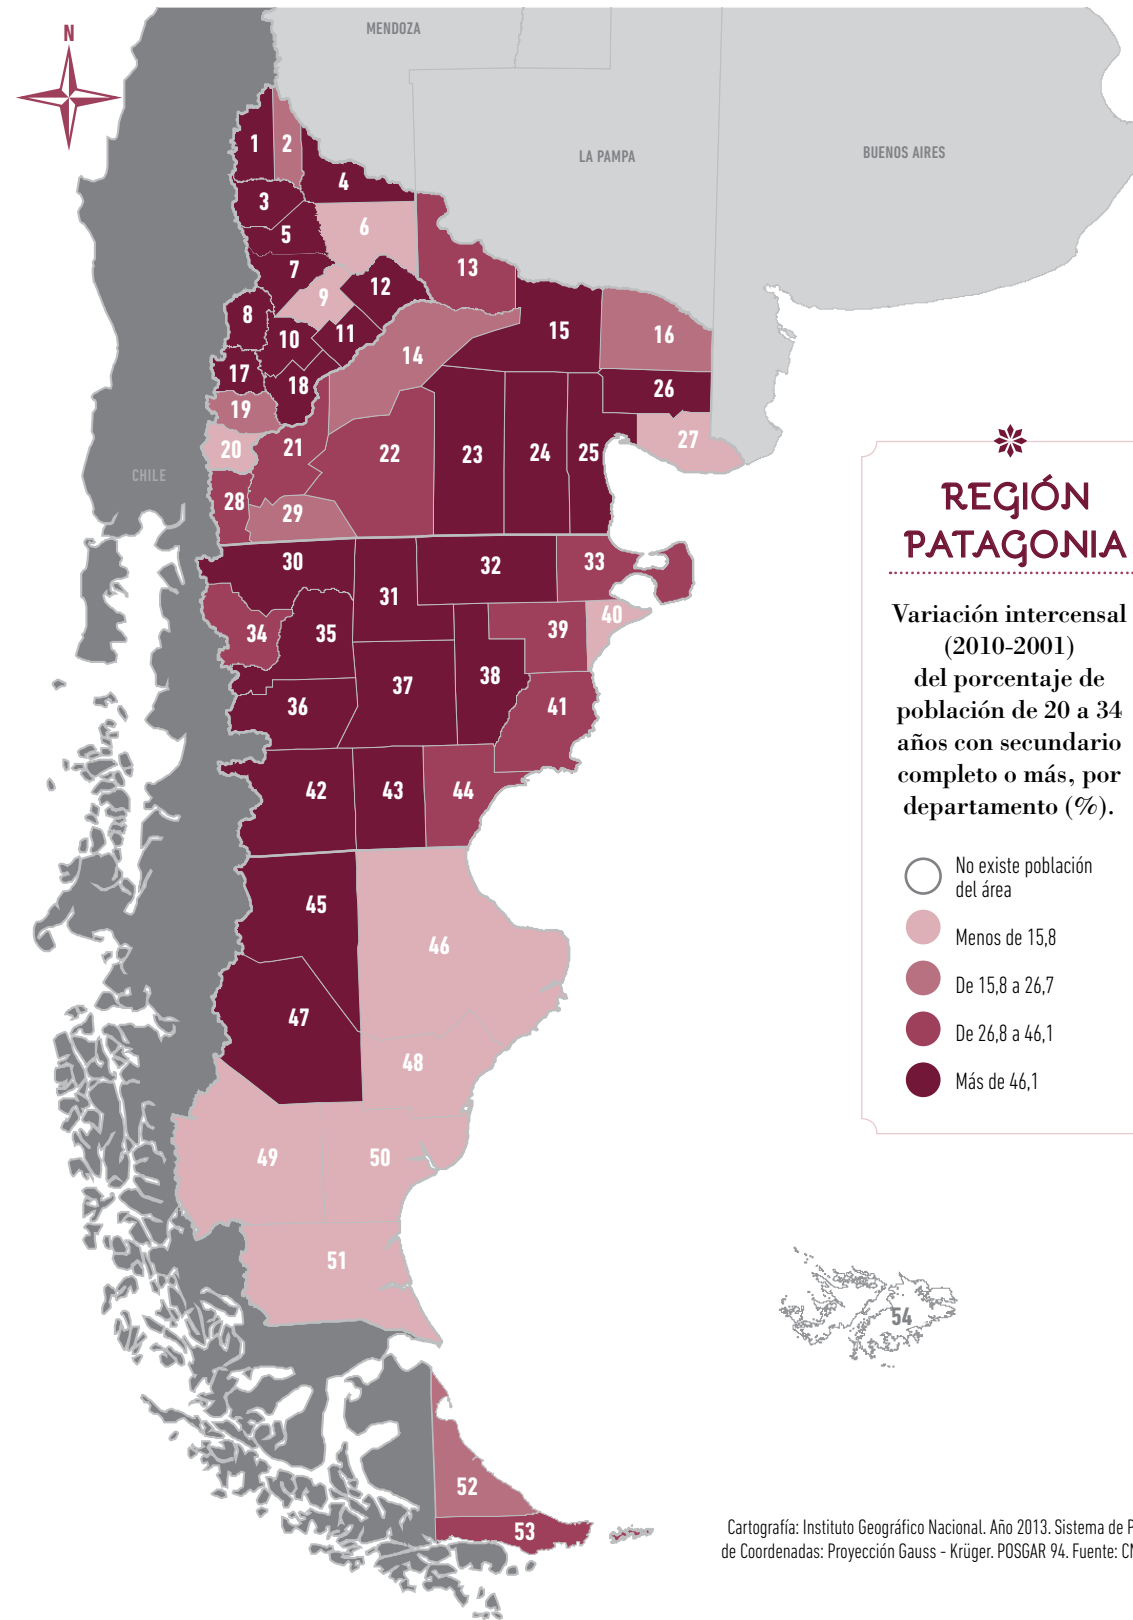 N
MENDOZA
LA PAMPA
BUENOS AIRES
CHILE
1
2
3
4
5
6
7
8
9
10
11
12
13
14
15
16
17
18
19
20
21
22
23
24
25
26
27
28
29
30
31
32
33
34
35
36
37
38
39
40
41
42
43
44
45
46
47
48
49
50
51
52
53
54
REGIÓN
PATAGONIA
Variación intercensal
(2010-2001)
del porcentaje de
población de 20 a 34
años con secundario
completo o más, por
departamento (%).
No existe población
del área
Menos de 15,8
De 15,8 a 26,7
De 26,8 a 46,1
Más de 46,1
Cartografía: Instituto Geográfico Nacional. Año 2013. Sistema de
de Coordenadas: Proyección Gauss - Krüger. POSGAR 94. Fuente: